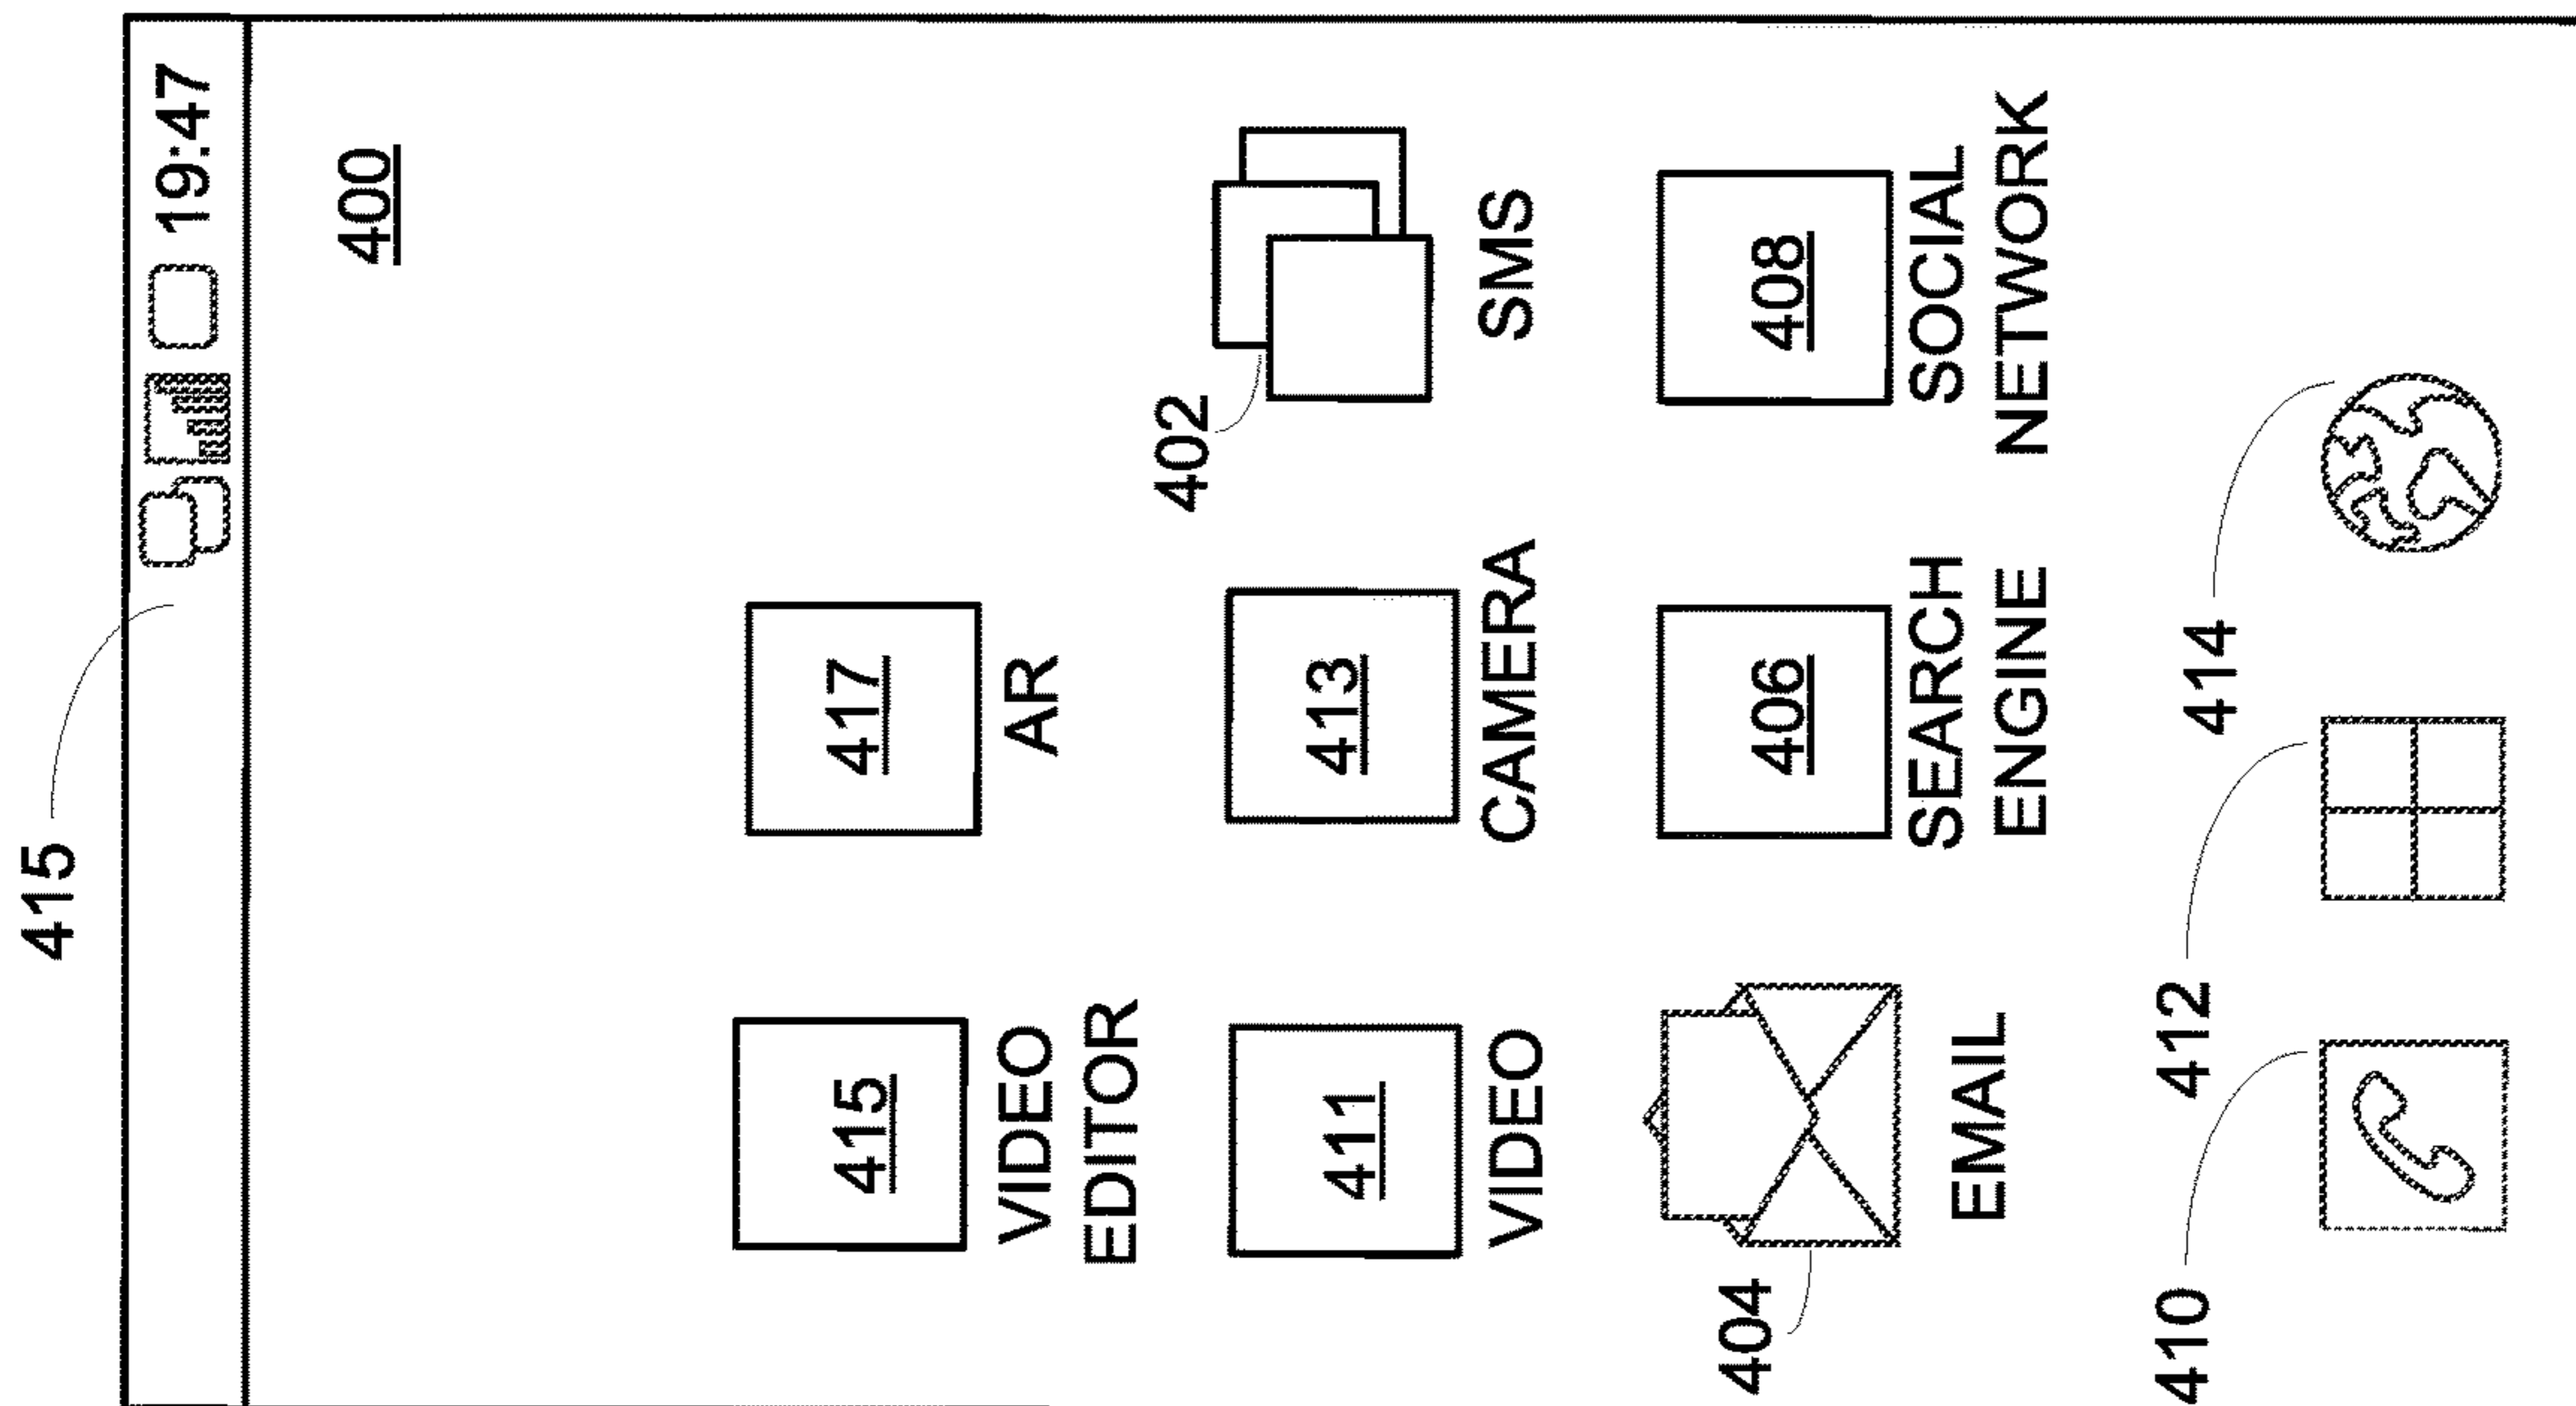 415
19:47
400
415
VIDEO
EDITOR
417
AR
411
VIDEO
413
CAMERA
402
SMS
404
EMAIL
406
SEARCH
ENGINE
408
SOCIAL
NETWORK
410
412
414